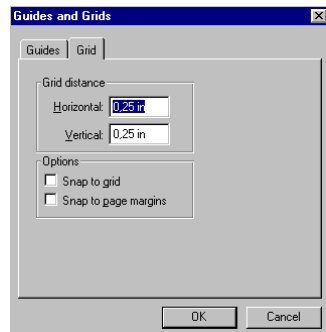 Guides and Grids
Guides Grid
Grid distance
Horizontal: 0,25 in
Vertical: 0,25 in
Options
Snap to grid
Snap to page margins
OK Cancel